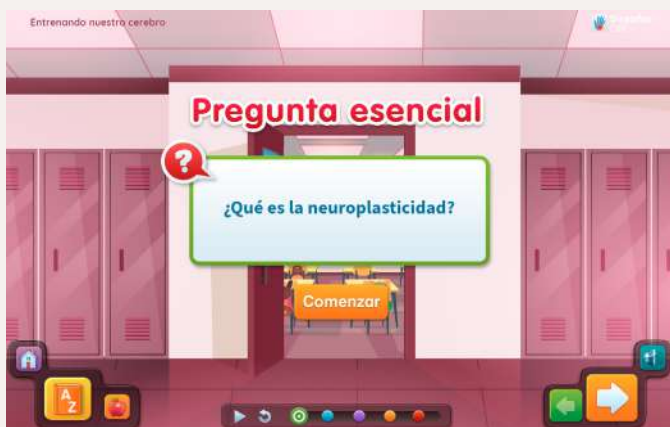 Entrenando nuestro cerebro
Pregunta esencial
?
¿Qué es la neuroplasticidad?
Comenzar
A
Z